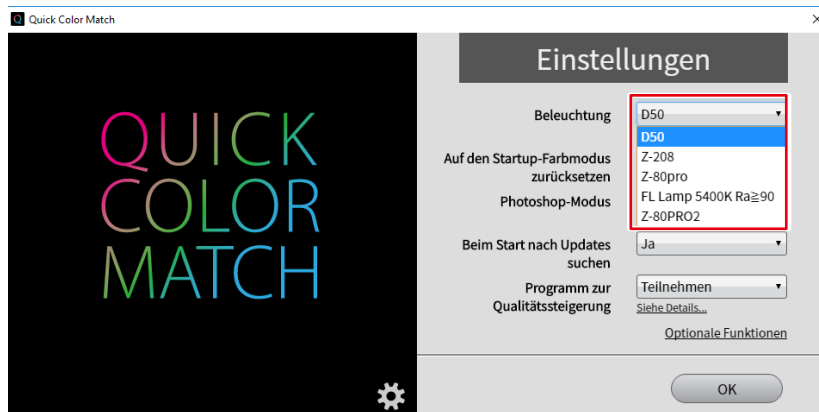 Quick Color Match
QUICK
COLOR
MATCH
Einstellungen
Beleuchtung
D50
D50
Z-208
Z-80pro
FL Lamp 5400K Ra≧90
Z-80PRO2
Auf den Startup-Farbmodus
zurücksetzen
Photoshop-Modus
Beim Start nach Updates
suchen
Ja
Programm zur
Qualitätssteigerung
Teilnehmen
Siehe Details...
Optionale Funktionen
OK